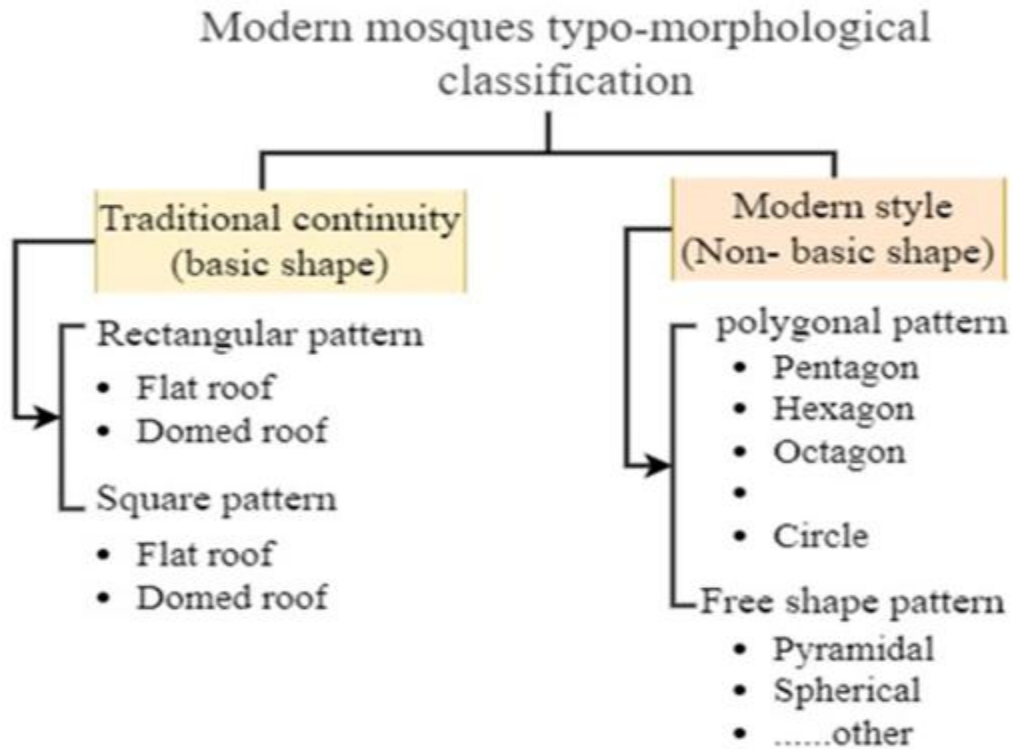 Modern mosques typo-morphological
classification
Traditional continuity
(basic shape)
Rectangular pattern
• Flat roof
• Domed roof
Square pattern
• Flat roof
• Domed roof
Modern style
(Non- basic shape)
polygonal pattern
• Pentagon
• Hexagon
• Octagon
•
• Circle
Free shape pattern
• Pyramidal
• Spherical
• ......other